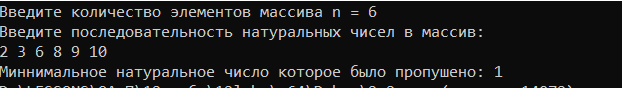 Введите количество элементов массива n = 6
Введите последовательность натуральных чисел в массив:
2 3 6 8 9 10
Минимальное натуральное число которое было пропушено: 1